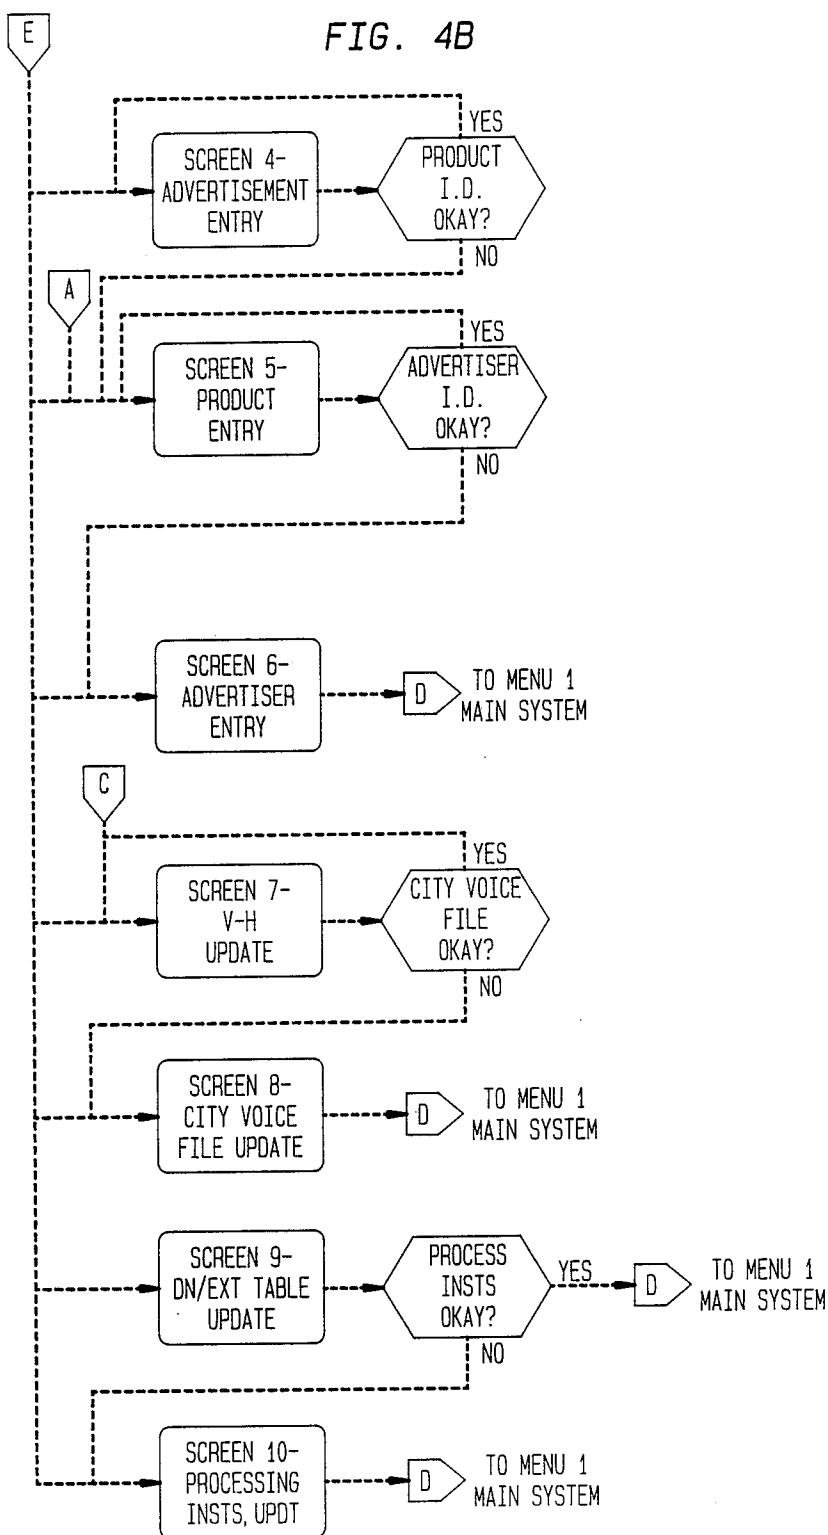 E
FIG. 4B
YES
SCREEN 4-
ADVERTISEMENT
ENTRY
PRODUCT
I.D.
OKAY?
NO
A
YES
SCREEN 5-
PRODUCT
ENTRY
ADVERTISER
I.D.
OKAY?
NO
SCREEN 6-
ADVERTISER
ENTRY
D
TO MENU 1
MAIN SYSTEM
C
YES
SCREEN 7-
V-H
UPDATE
CITY VOICE
FILE
OKAY?
NO
SCREEN 8-
CITY VOICE
FILE UPDATE
D
TO MENU 1
MAIN SYSTEM
SCREEN 9-
DN/EXT TABLE
UPDATE
PROCESS
INSTS
OKAY?
YES
D
TO MENU 1
MAIN SYSTEM
NO
SCREEN 10-
PROCESSING
INSTS, UPDT
D
TO MENU 1
MAIN SYSTEM